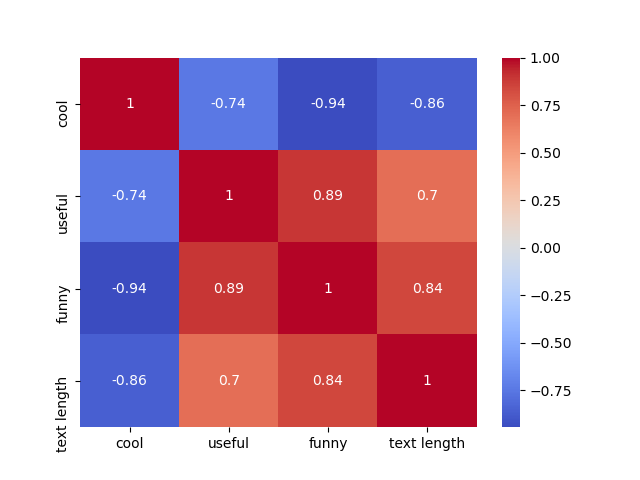 cool 1 -0.74 -0.94 -0.86
useful -0.74 1 0.89 0.7
funny -0.94 0.89 1 0.84
text length -0.86 0.7 0.84 1
cool useful funny text length
1.00
0.75
0.50
0.25
0.00
−0.25
−0.50
−0.75